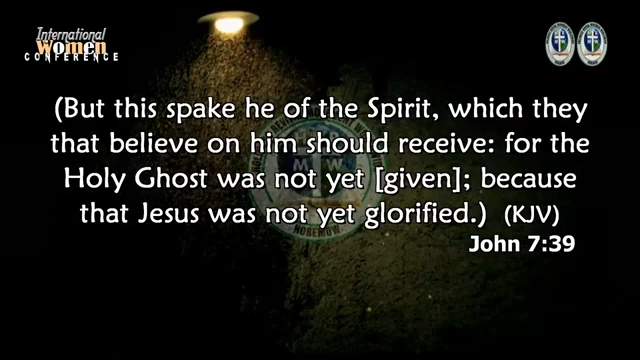 International
Women
CONFERENCE
(But this spake he of the Spirit, which they
that believe on him should receive: for the
Holy Ghost was not yet [given]; because
that Jesus was not yet glorified.) (KJV)
John 7:39